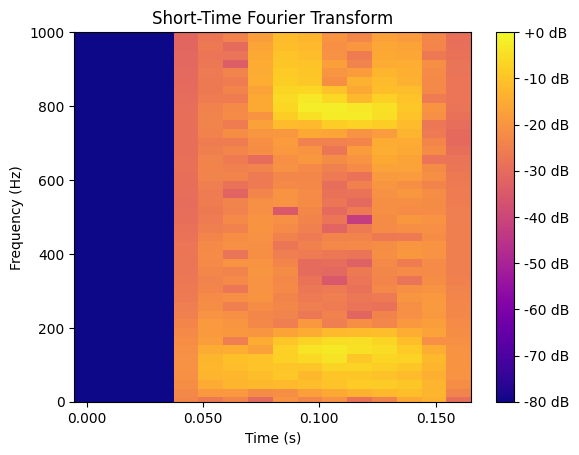 Short-Time Fourier Transform
1000
800
600
400
200
0
Frequency (Hz)
0.000
0.050
0.100
0.150
Time (s)
+0 dB
-10 dB
-20 dB
-30 dB
-40 dB
-50 dB
-60 dB
-70 dB
-80 dB